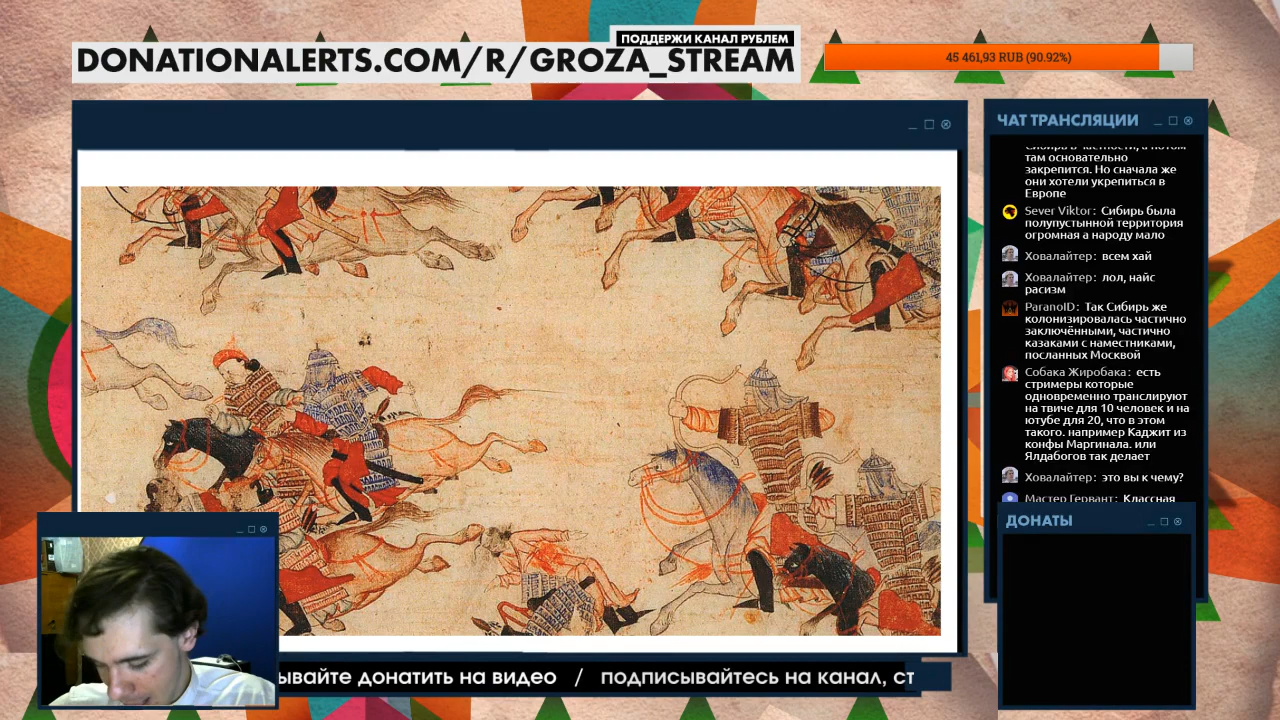 ПОДДЕРЖИ КАНАЛ РУБЛЕМ
DONATIONALERTS.COM/R/GROZA_STREAM
45 461,93 RUB (90.92%)
ЧАТ ТРАНСЛЯЦИИ
там основательно
закрепится. Но сначала же
они хотели укрепиться в
Европе
Sever Viktor: Сибирь была
полупустынной территория
огромная а народу мало
Ховалайтер: всем хай
Ховалайтер: лол, найс
расизм
ParanoID: Так Сибирь же
колонизировалась частично
заключёнными, частично
казаками с наместниками,
посланных Москвой
Собака Жиробака: есть
стримеры которые
одновременно транслируют
на твиче для 10 человек и на
ютубе для 20, что в этом
такого. например Каджит из
конфы Маргинала. или
Ялдабогов так делает
Ховалайтер: это вы к чему?
Мастер Гервант: Классная
ДОНАТЫ
ывайте донатить на видео / подписывайтесь на канал, ст